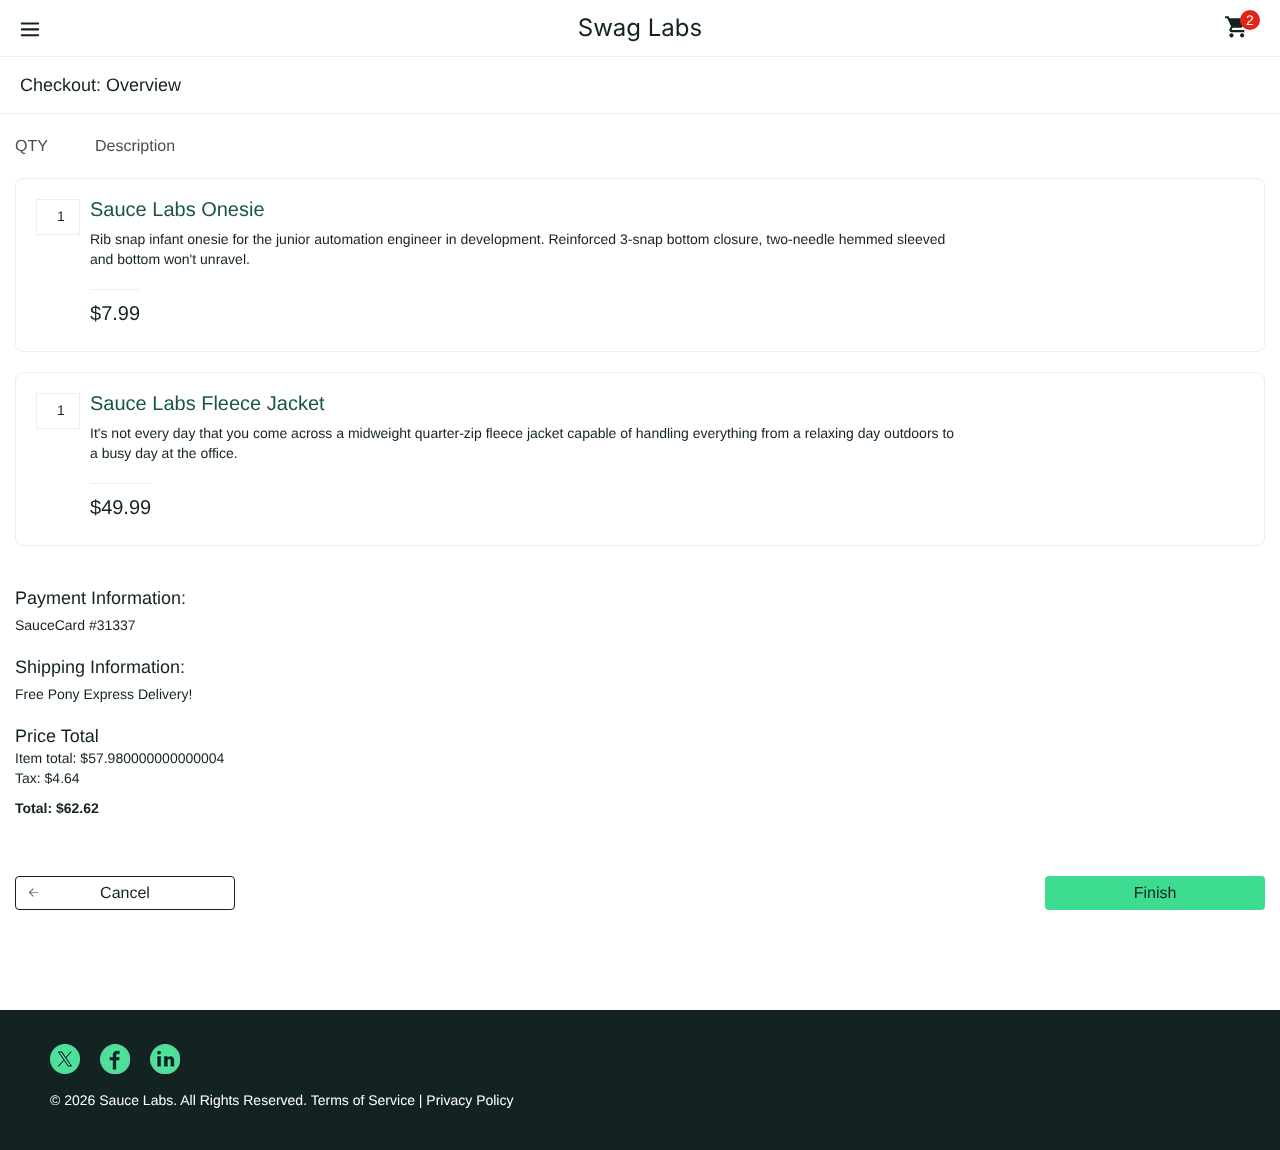 Swag Labs
2
Checkout: Overview
QTY Description
1 Sauce Labs Onesie
Rib snap infant onesie for the junior automation engineer in development. Reinforced 3-snap bottom closure, two-needle hemmed sleeved
and bottom won't unravel.
$7.99
1 Sauce Labs Fleece Jacket
It's not every day that you come across a midweight quarter-zip fleece jacket capable of handling everything from a relaxing day outdoors to
a busy day at the office.
$49.99
Payment Information:
SauceCard #31337
Shipping Information:
Free Pony Express Delivery!
Price Total
Item total: $57.980000000000004
Tax: $4.64
Total: $62.62
Cancel Finish
© 2026 Sauce Labs. All Rights Reserved. Terms of Service | Privacy Policy